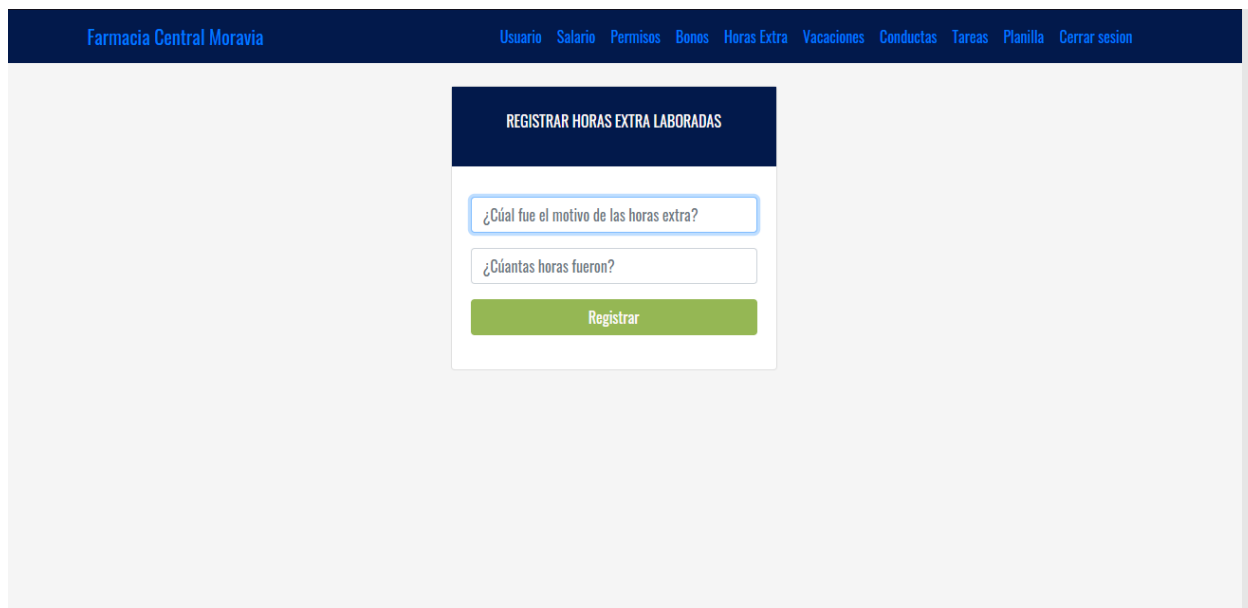 Farmacia Central Moravia
Usuario Salario Permisos Bonos Horas Extra Vacaciones Conductas Tareas Planilla Cerrar sesion
REGISTRAR HORAS EXTRA LABORADAS
¿Cúal fue el motivo de las horas extra?
¿Cúantas horas fueron?
Registrar